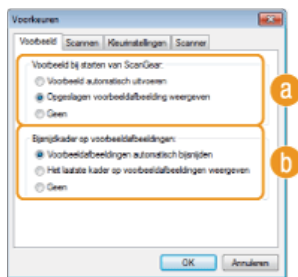 Voorkeuren
Voorbeeld Scannen Kleurinstellingen Scanner
Voorbeeld bij starten van ScanGear:
Voorbeeld automatisch uitvoeren
Opgeslagen voorbeeldafbeelding weergeven
Geen
a
Bijsnijdkader op voorbeeldafbeeldingen:
Voorbeeldafbeeldingen automatisch bijsnijden
Het laatste kader op voorbeeldafbeeldingen weergeven
Geen
b
OK Annuleren